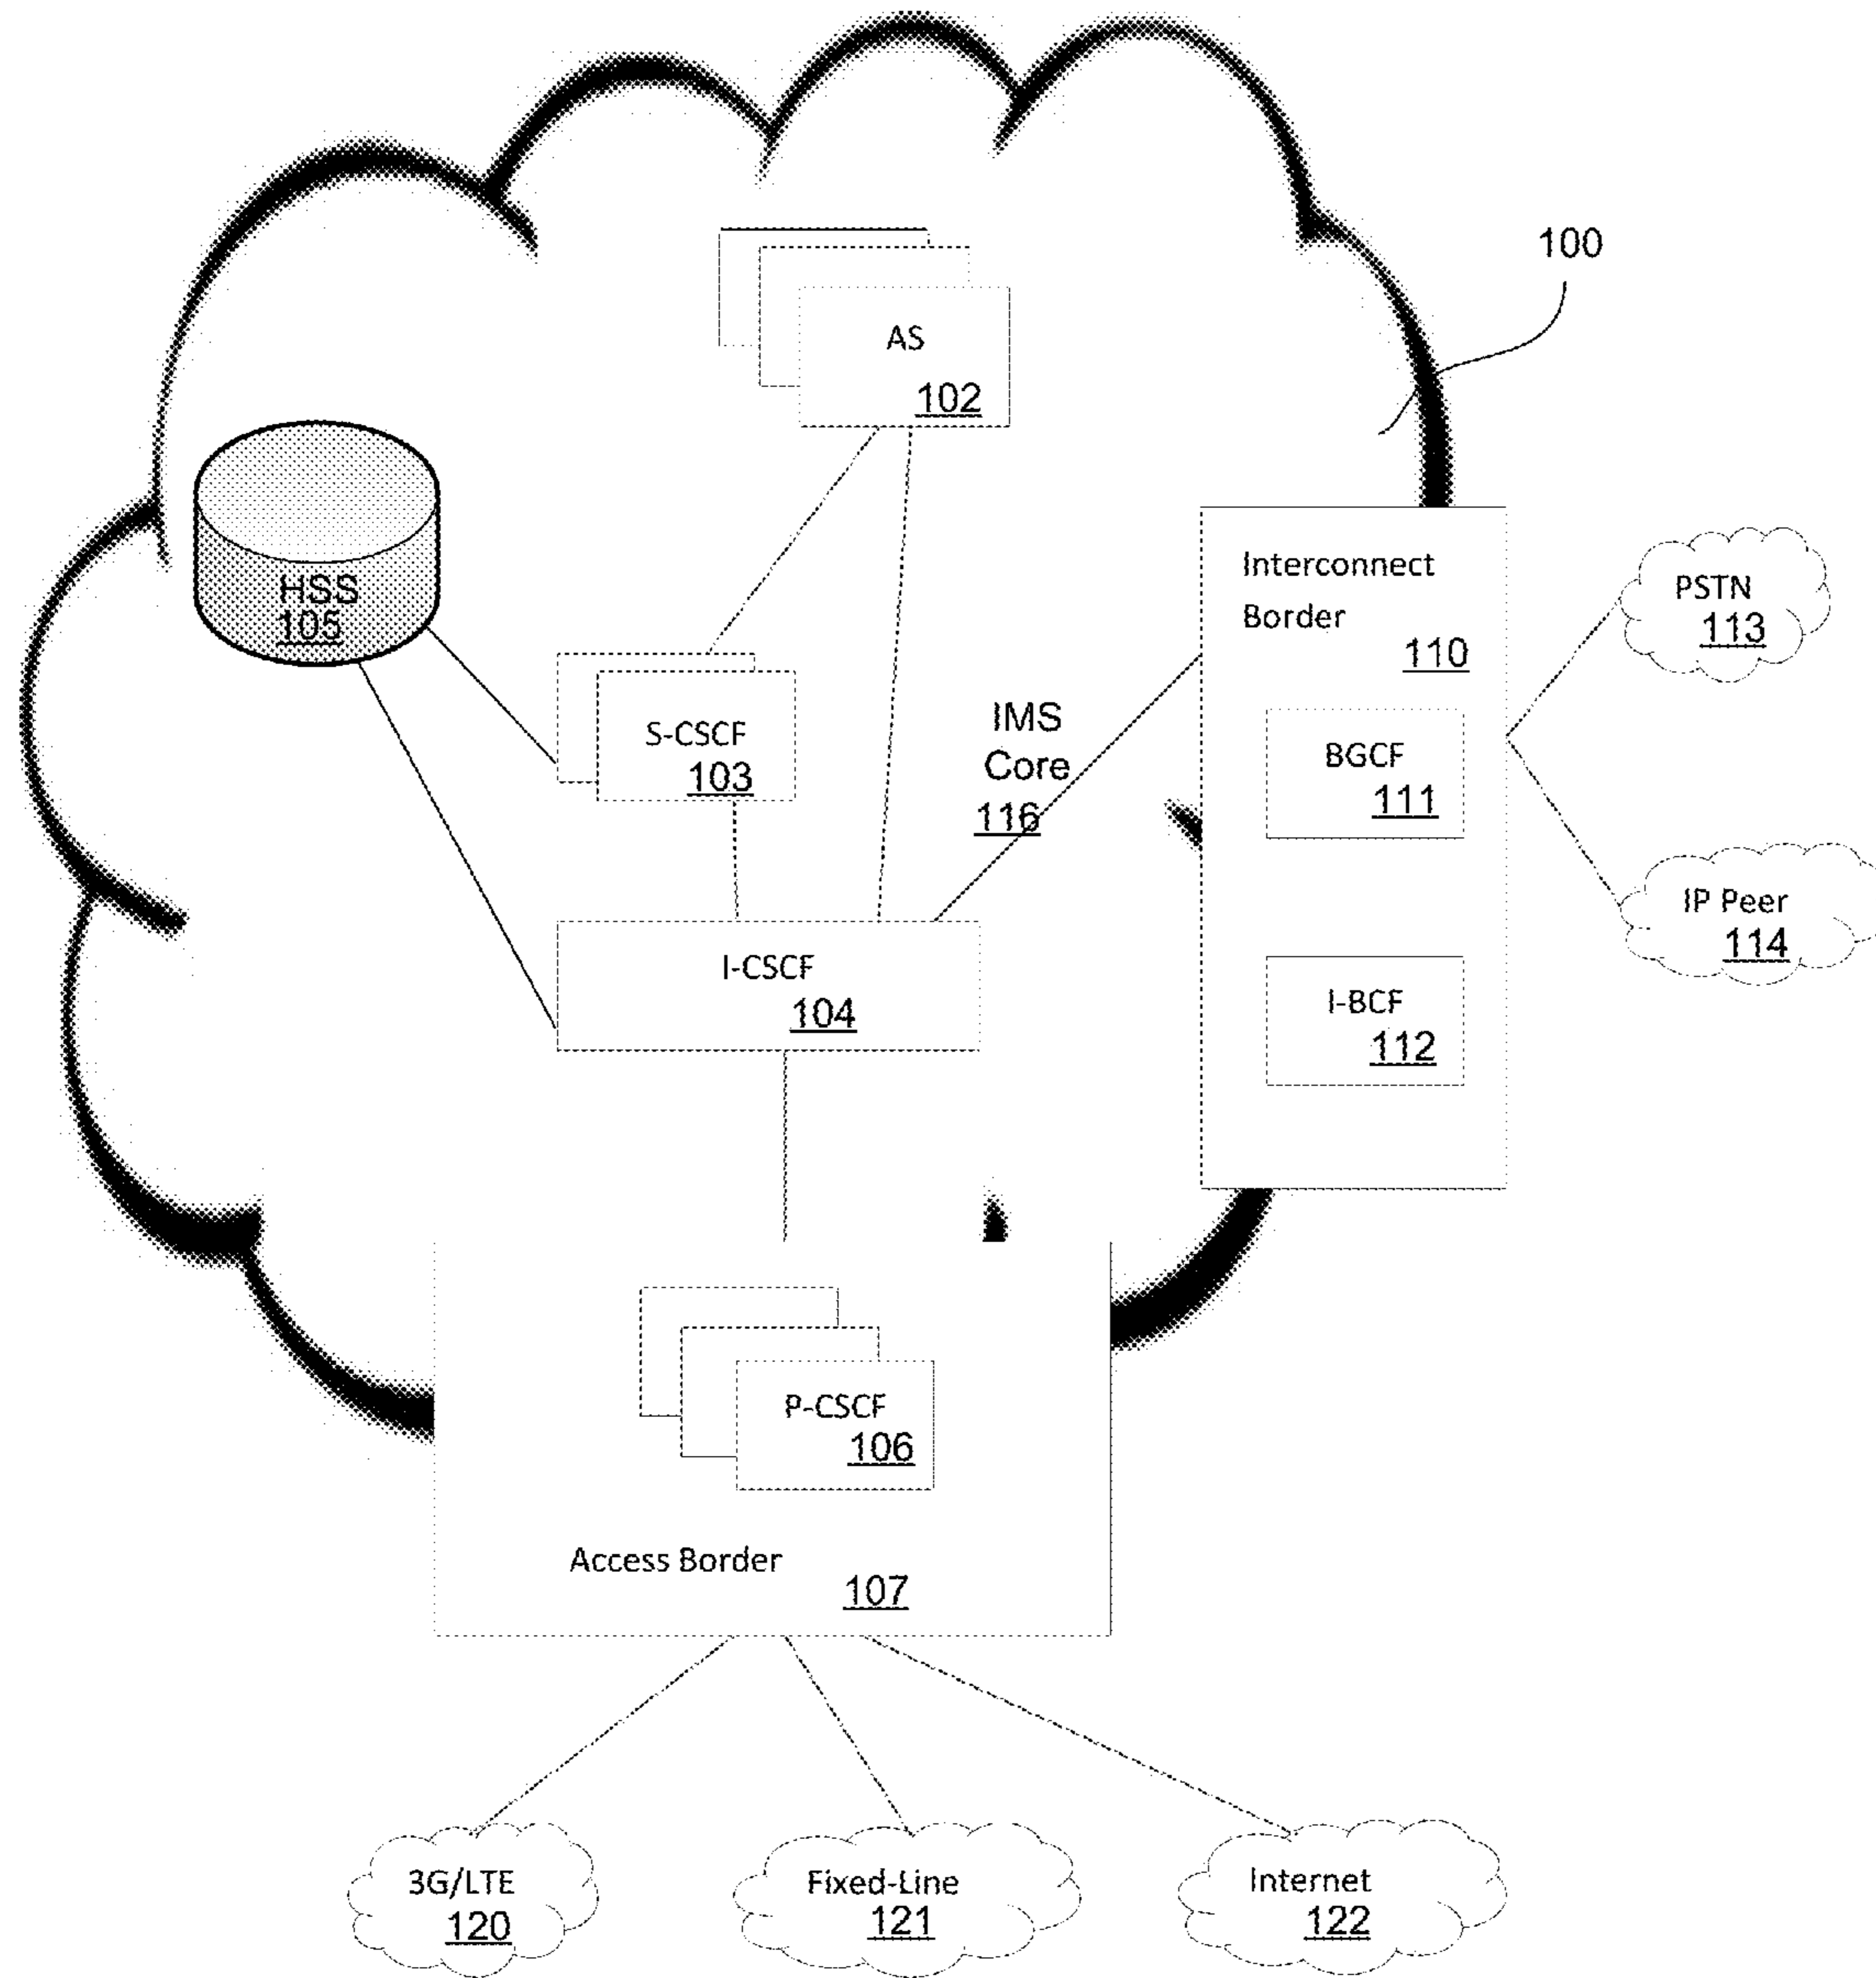 100
AS
102
HSS
105
Interconnect
Border
110
PSTN
113
S-CSCF
103
IMS
Core
116
BGCF
111
IP Peer
114
I-CSCF
104
I-BCF
112
P-CSCF
106
Access Border
107
3G/LTE
120
Fixed-Line
121
Internet
122